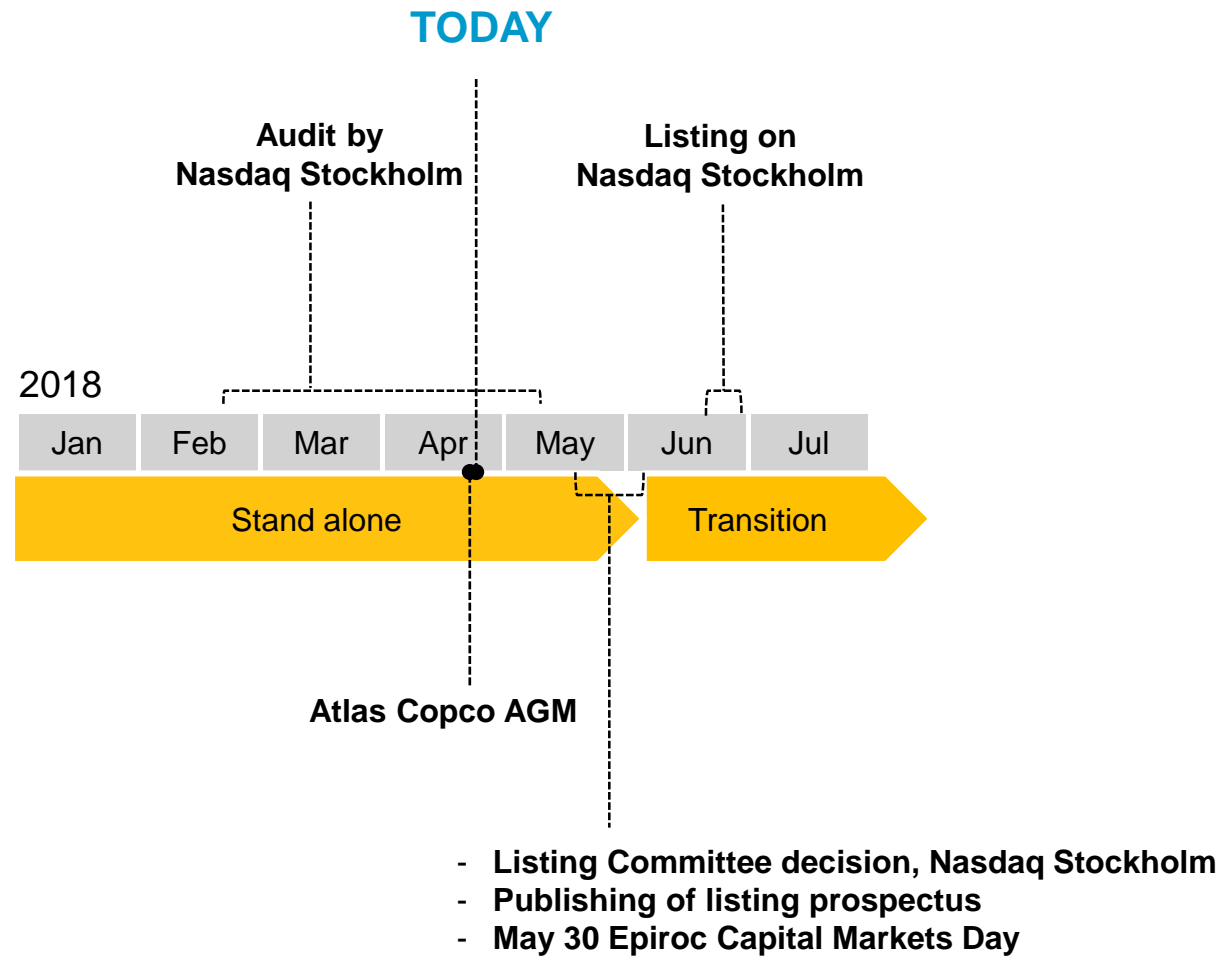 TODAY
Audit by
Nasdaq Stockholm
Listing on
Nasdaq Stockholm
2018
Jan Feb Mar Apr May Jun Jul
Stand alone
Transition
Atlas Copco AGM
- Listing Committee decision, Nasdaq Stockholm
- Publishing of listing prospectus
- May 30 Epiroc Capital Markets Day